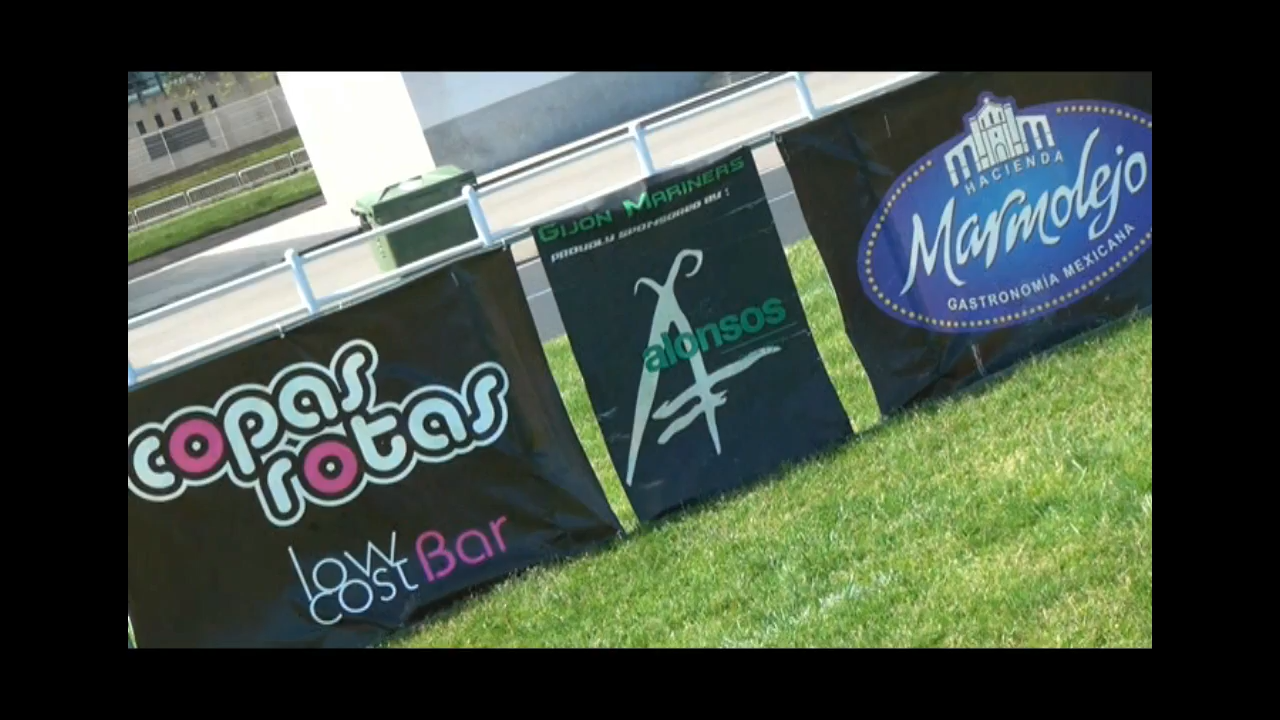 copas
rotas
low
cost Bar
GIJON MARINERS
PROUDLY SPONSORED BY :
alonsos
HACIENDA
Marmolejo
GASTRONOMÍA MEXICANA